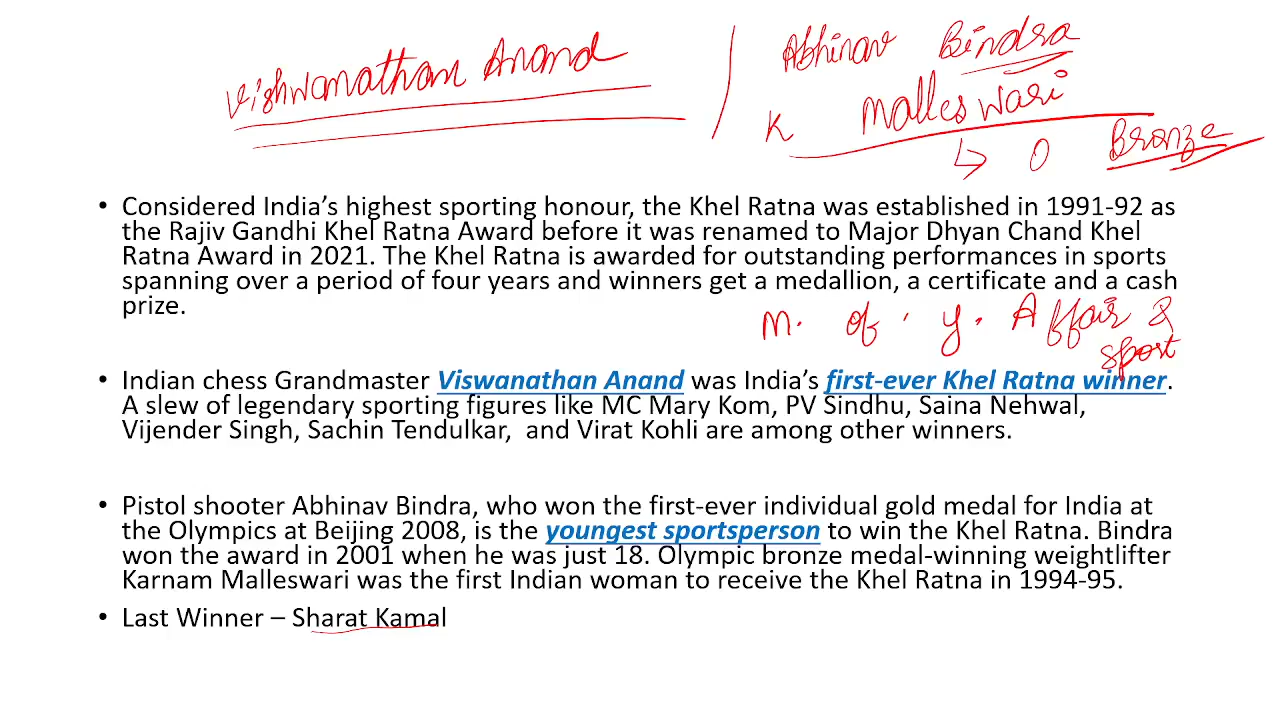 Vishwanathan Anand
Abhinav Bindra
K Malleswari
↳ O Bronze
• Considered India’s highest sporting honour, the Khel Ratna was established in 1991-92 as
the Rajiv Gandhi Khel Ratna Award before it was renamed to Major Dhyan Chand Khel
Ratna Award in 2021. The Khel Ratna is awarded for outstanding performances in sports
spanning over a period of four years and winners get a medallion, a certificate and a cash
prize.
M. of. y. Affair &
sport
• Indian chess Grandmaster Viswanathan Anand was India’s first-ever Khel Ratna winner.
A slew of legendary sporting figures like MC Mary Kom, PV Sindhu, Saina Nehwal,
Vijender Singh, Sachin Tendulkar, and Virat Kohli are among other winners.
• Pistol shooter Abhinav Bindra, who won the first-ever individual gold medal for India at
the Olympics at Beijing 2008, is the youngest sportsperson to win the Khel Ratna. Bindra
won the award in 2001 when he was just 18. Olympic bronze medal-winning weightlifter
Karnam Malleswari was the first Indian woman to receive the Khel Ratna in 1994-95.
• Last Winner – Sharat Kamal